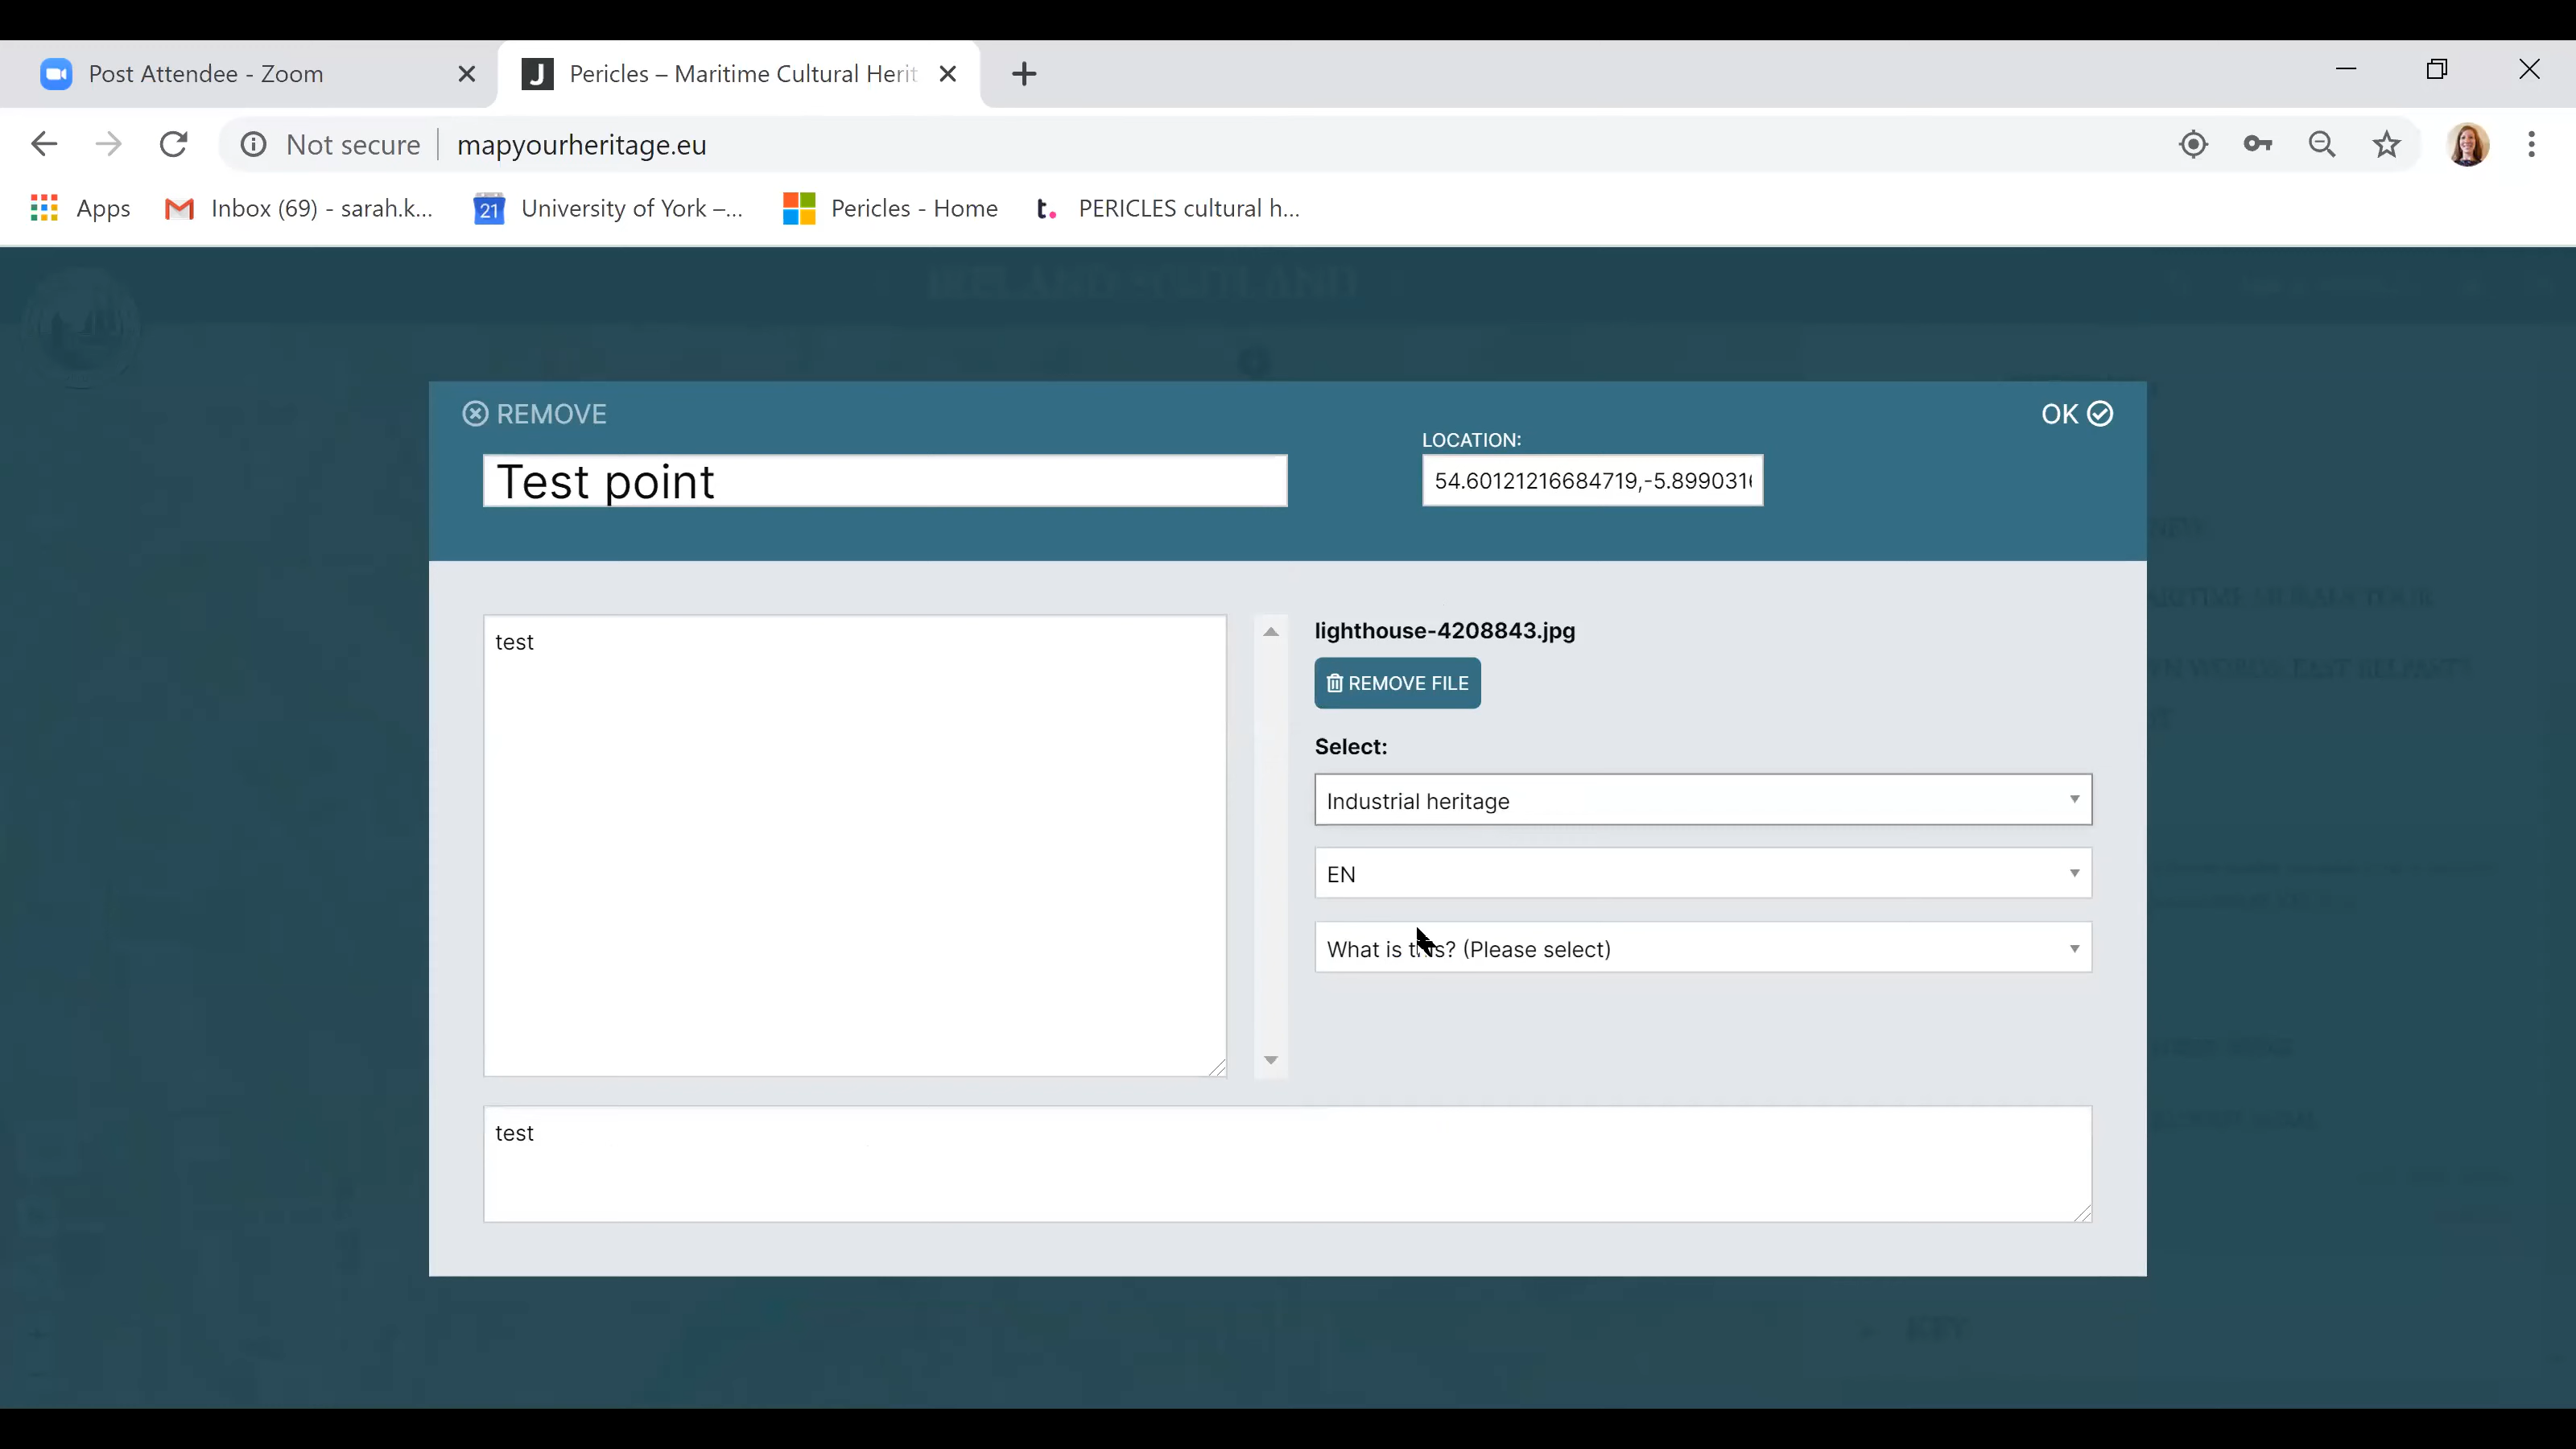 Post Attendee - Zoom
Pericles – Maritime Cultural Herit
Not secure
mapyourheritage.eu
Apps
Inbox (69) - sarah.k...
21
University of York –...
Pericles - Home
t.
PERICLES cultural h...
REMOVE
OK
LOCATION:
Test point
54.60121216684719,-5.899031
test
lighthouse-4208843.jpg
REMOVE FILE
Select:
Industrial heritage
EN
What is this? (Please select)
test
KEY